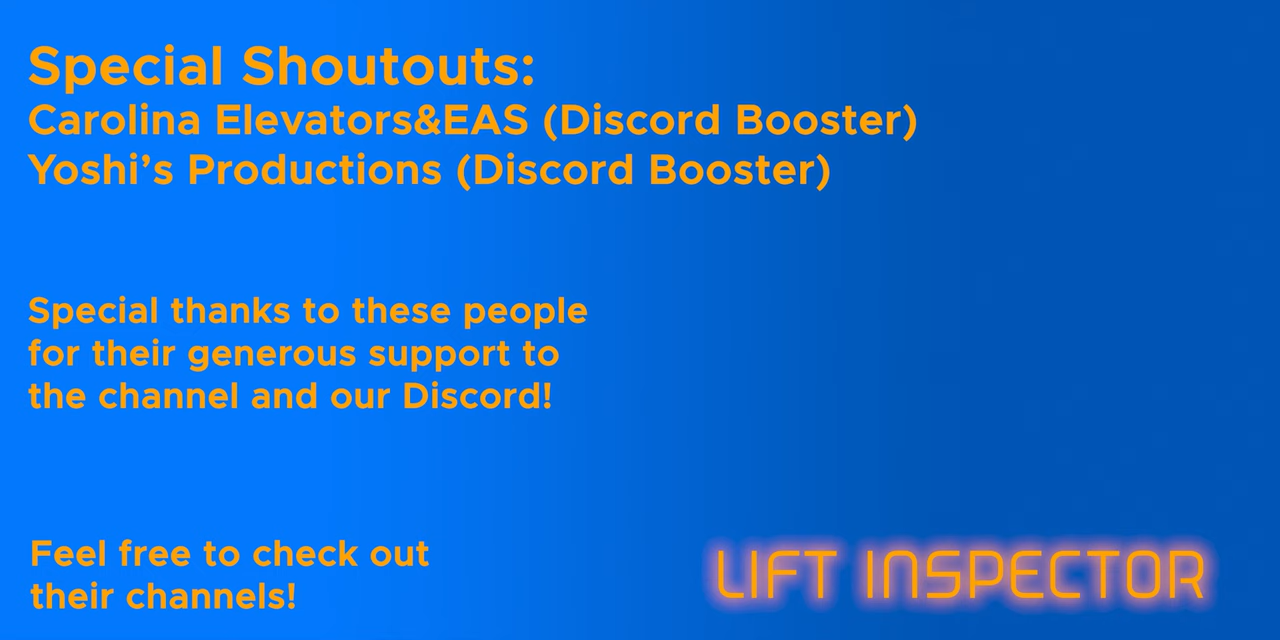 Special Shoutouts:
Carolina Elevators&EAS (Discord Booster)
Yoshi’s Productions (Discord Booster)
Special thanks to these people
for their generous support to
the channel and our Discord!
Feel free to check out
their channels!
LIFT INSPECTOR